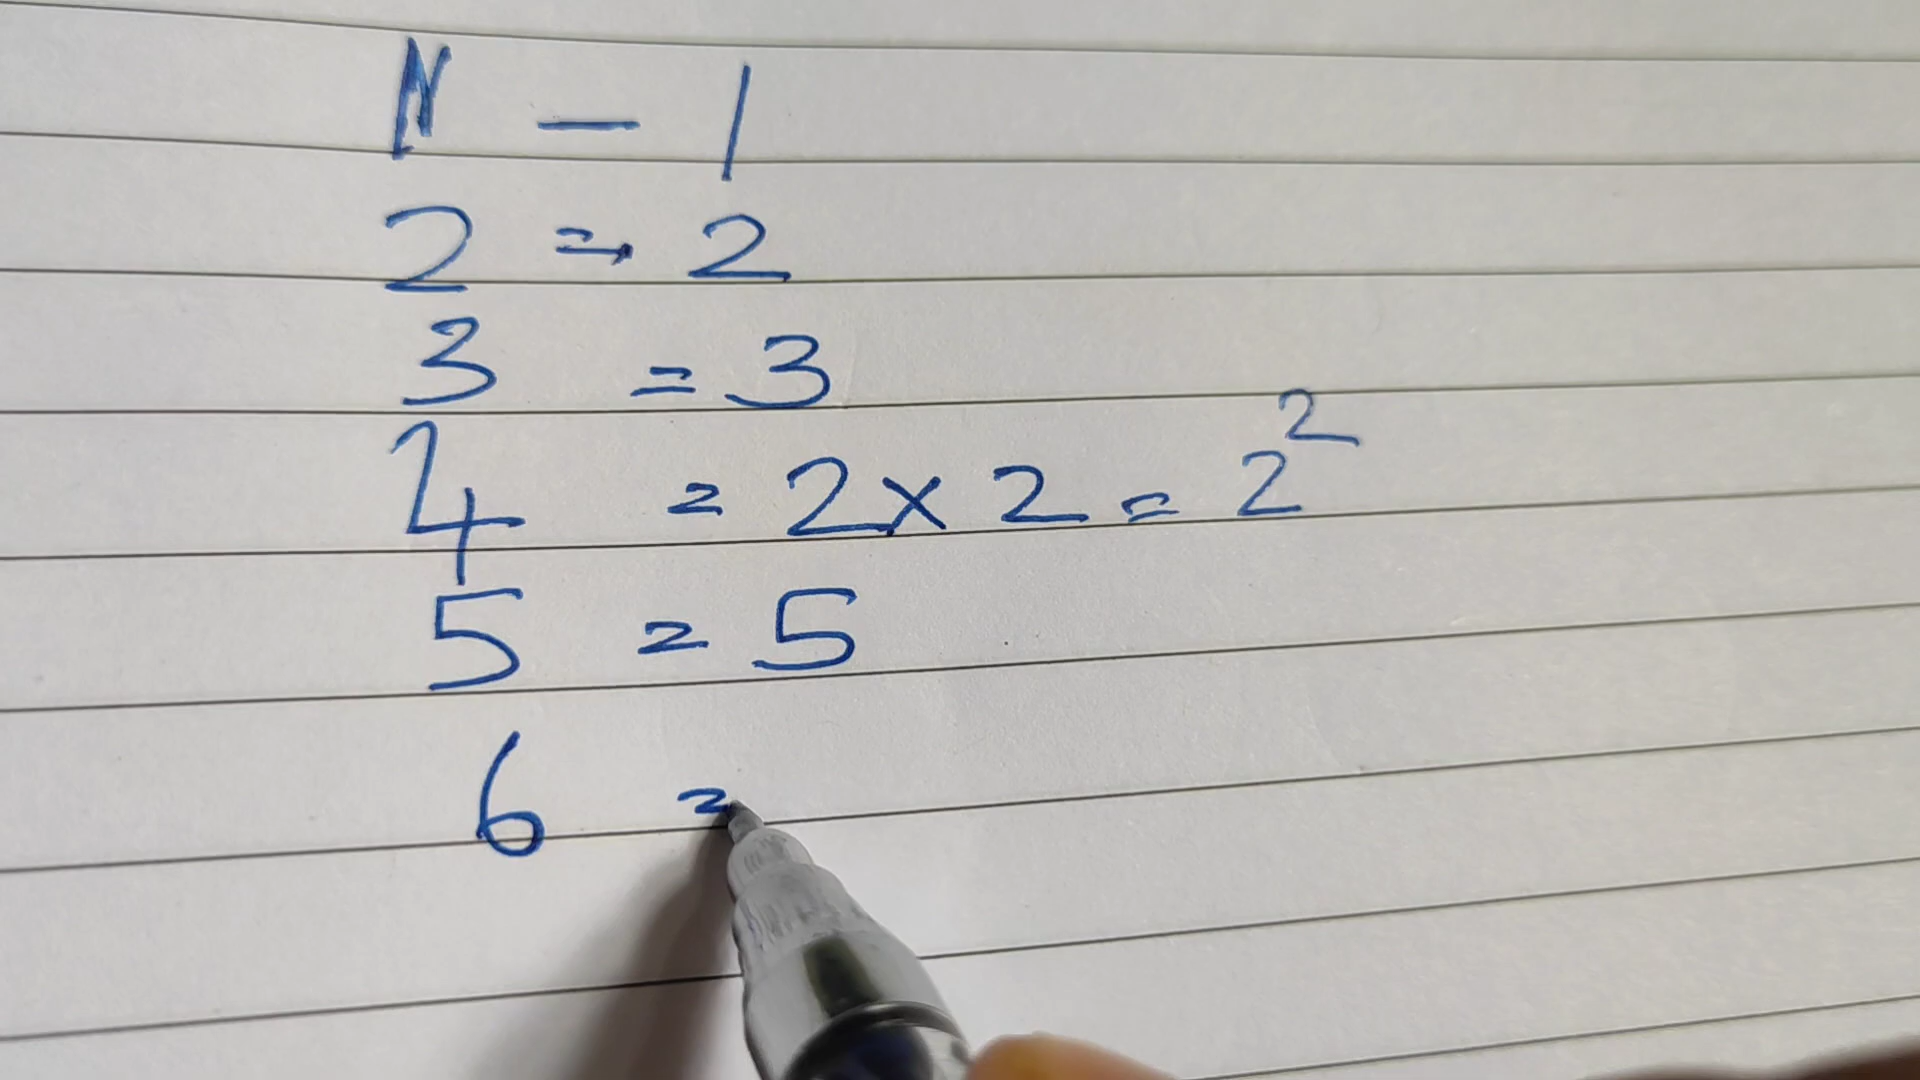 N - 1
2 = 2
3 = 3
4 = 2 × 2 = 2²
5 = 5
6 =